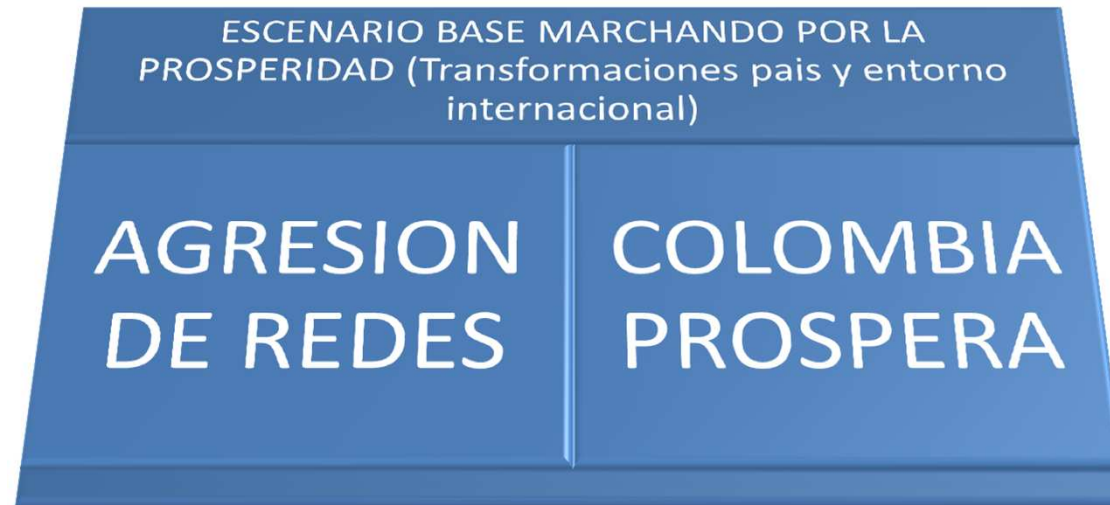 ESCENARIO BASE MARCHANDO POR LA
PROSPERIDAD (Transformaciones pais y entorno
internacional)
AGRESION
DE REDES
COLOMBIA
PROSPERA